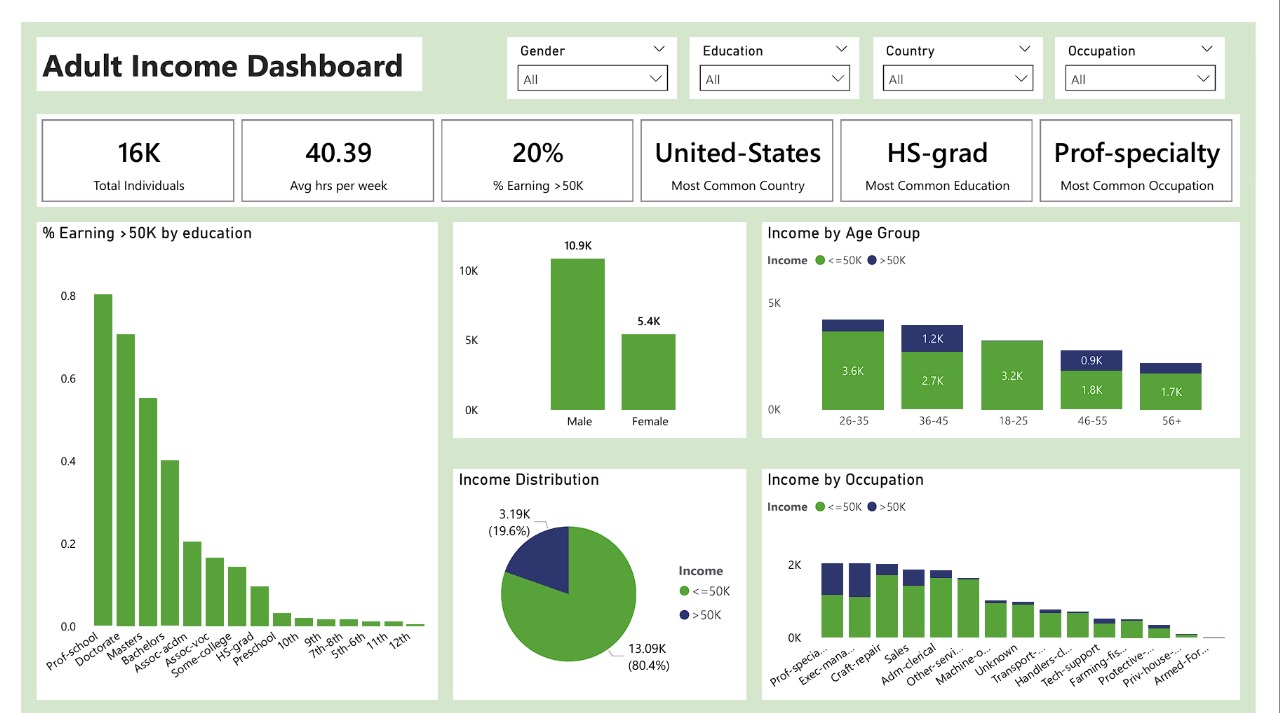 Adult Income Dashboard
Gender
All
Education
All
Country
All
Occupation
All
16K
Total Individuals
40.39
Avg hrs per week
20%
% Earning >50K
United-States
Most Common Country
HS-grad
Most Common Education
Prof-specialty
Most Common Occupation
% Earning >50K by education
0.8
0.6
0.4
0.2
0.0
Prof-school
Doctorate
Masters
Bachelors
Assoc-acdm
Assoc-voc
Some-college
HS-grad
Preschool
10th
9th
7th-8th
5th-6th
11th
12th
10K
5K
0K
10.9K
5.4K
Male
Female
Income by Age Group
Income <=50K >50K
5K
0K
3.6K
1.2K
2.7K
3.2K
0.9K
1.8K
1.7K
26-35
36-45
18-25
46-55
56+
Income Distribution
3.19K
(19.6%)
13.09K
(80.4%)
Income
<=50K
>50K
Income by Occupation
Income <=50K >50K
2K
0K
Prof-specia...
Exec-mana...
Craft-repair
Sales
Adm-clerical
Other-servi...
Machine-o...
Unknown
Transport-...
Handlers-cl...
Tech-support
Farming-fis...
Protective-...
Priv-house-...
Armed-For...